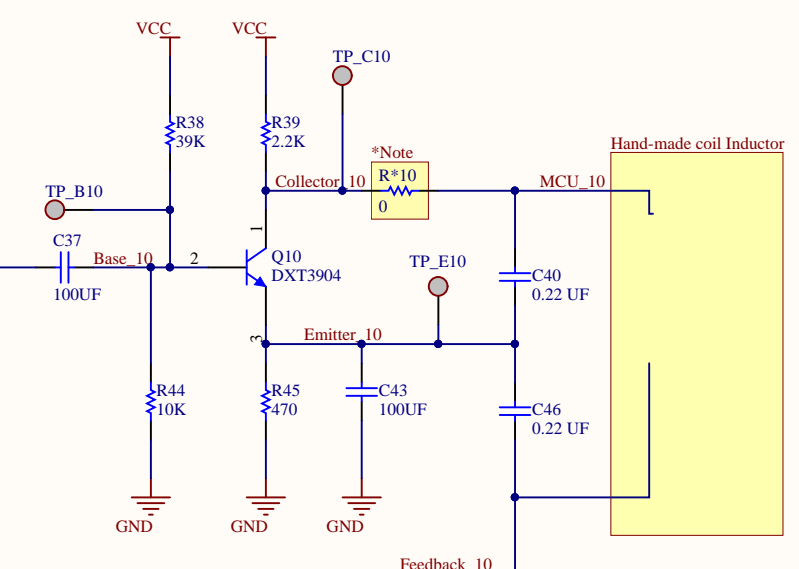 VCC
VCC
TP_C10
R38
39K
R39
2.2K
*Note
R*10
0
Hand-made coil Inductor
Collector_10
MCU_10
TP_B10
C37
100UF
Base_10
2
1
Q10
DXT3904
TP_E10
C40
0.22 UF
3
Emitter_10
R44
10K
R45
470
C43
100UF
C46
0.22 UF
GND
GND
GND
Feedback_10